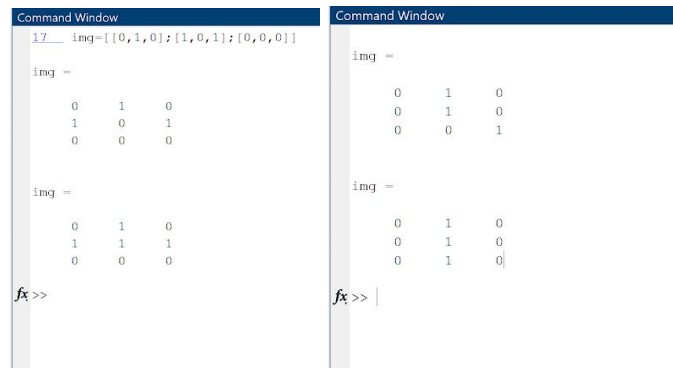 Command Window
17 img=[[0,1,0];[1,0,1];[0,0,0]]
img =
0 1 0
1 0 1
0 0 0
img =
0 1 0
1 1 1
0 0 0
fx >>
Command Window
img =
0 1 0
0 1 0
0 0 1
img =
0 1 0
0 1 0
0 1 0
fx >>